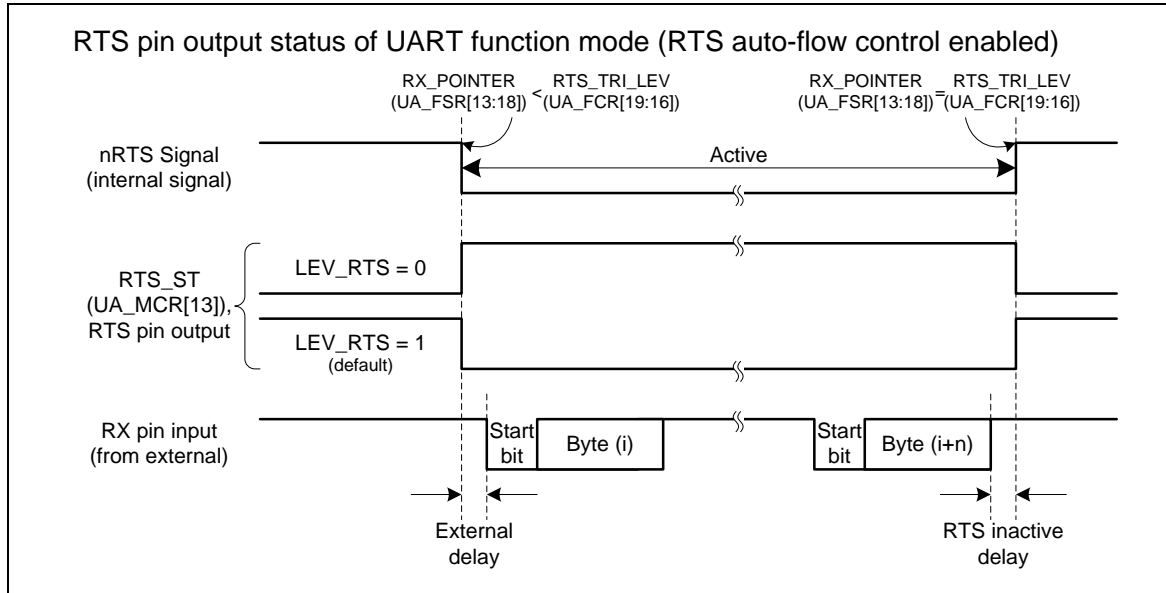 RTS pin output status of UART function mode (RTS auto-flow control enabled)
RX_POINTER
(UA_FSR[13:18])
<
RTS_TRI_LEV
(UA_FCR[19:16])
RX_POINTER
(UA_FSR[13:18])
=
RTS_TRI_LEV
(UA_FCR[19:16])
nRTS Signal
(internal signal)
Active
RTS_ST
(UA_MCR[13]),
RTS pin output
LEV_RTS = 0
LEV_RTS = 1
(default)
RX pin input
(from external)
Start
bit
Byte (i)
Start
bit
Byte (i+n)
External
delay
RTS inactive
delay